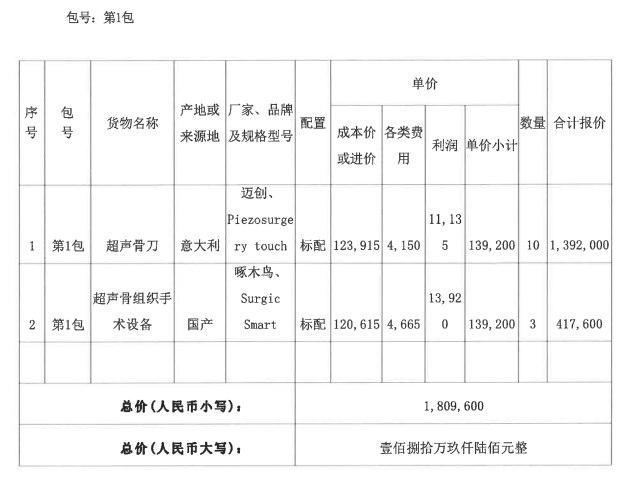 包号：第1包
单价
序号 包号 货物名称 产地或来源地 厂家、品牌及规格型号 配置 成本价或进价 各类费用 利润 单价小计 数量 合计报价
1 第1包 超声骨刀 意大利 迈创、Piezosurgery touch 标配 123,915 4,150 11,135 139,200 10 1,392,000
2 第1包 超声骨组织手术设备 国产 啄木鸟、Surgic Smart 标配 120,615 4,665 13,920 139,200 3 417,600
总价(人民币小写)： 1,809,600
总价(人民币大写)： 壹佰捌拾万玖仟陆佰元整